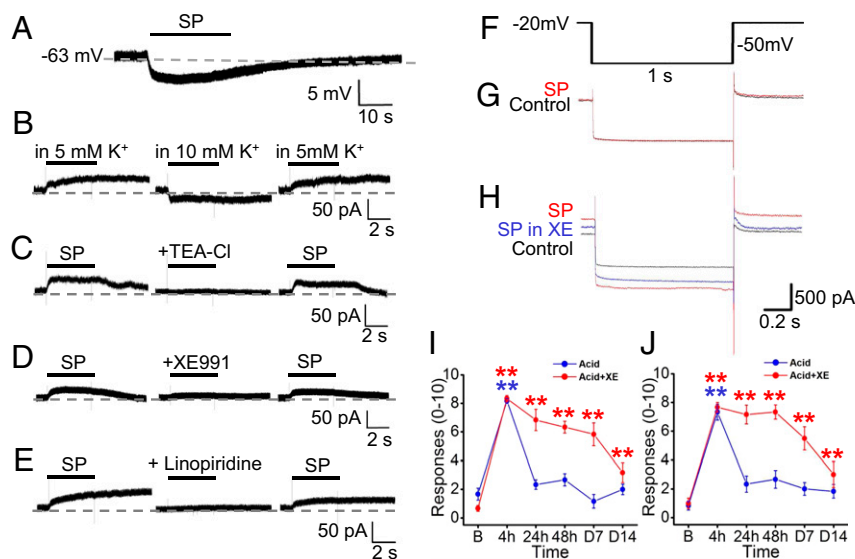 A
SP
-63 mV
5 mV
10 s
B
in 5 mM K⁺
in 10 mM K⁺
in 5mM K⁺
50 pA
2 s
C
SP
+TEA-Cl
SP
50 pA
2 s
D
SP
+XE991
SP
50 pA
2 s
E
SP
+ Linopiridine
SP
50 pA
2 s
F
-20mV
-50mV
1 s
G
SP
Control
H
SP
SP in XE
Control
500 pA
0.2 s
I
Acid
Acid+XE
**
**
**
**
**
**
Responses (0-10)
10
8
6
4
2
0
B 4h 24h 48h D7 D14
Time
J
Acid
Acid+XE
**
**
**
**
**
**
Responses (0-10)
10
8
6
4
2
0
B 4h 24h 48h D7 D14
Time